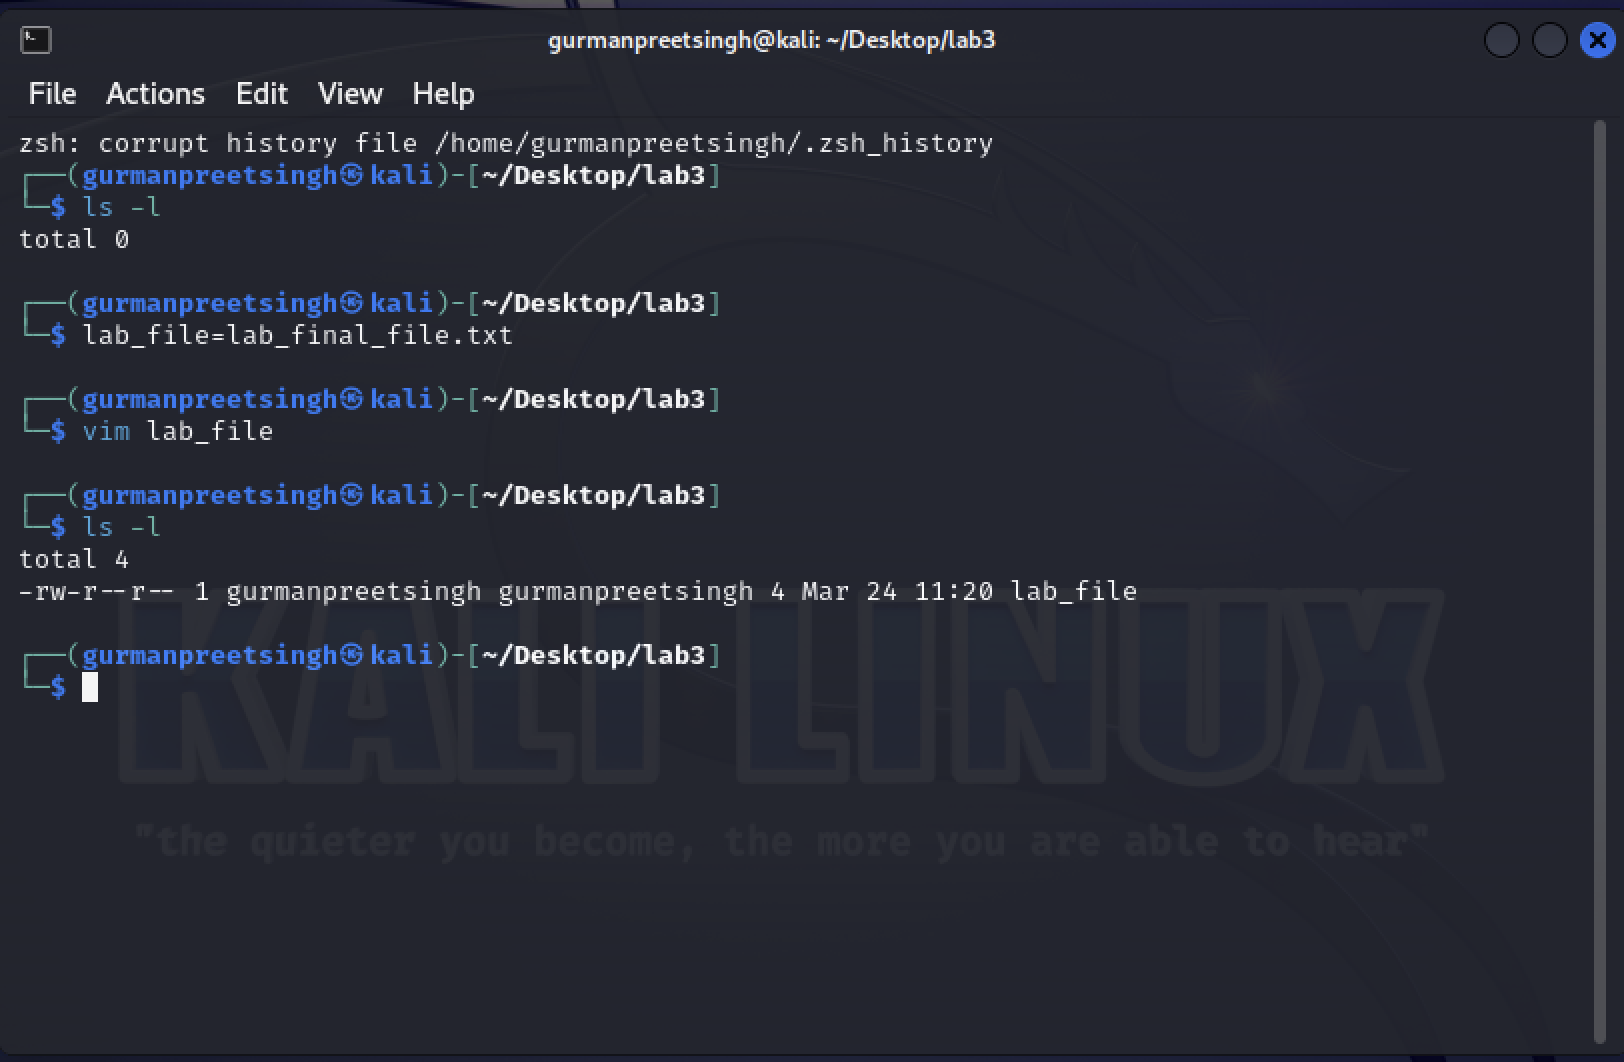 gurmanpreetsingh@kali: ~/Desktop/lab3
File Actions Edit View Help
zsh: corrupt history file /home/gurmanpreetsingh/.zsh_history
┌──(gurmanpreetsingh㉿kali)-[~/Desktop/lab3]
└─$ ls -l
total 0
┌──(gurmanpreetsingh㉿kali)-[~/Desktop/lab3]
└─$ lab_file=lab_final_file.txt
┌──(gurmanpreetsingh㉿kali)-[~/Desktop/lab3]
└─$ vim lab_file
┌──(gurmanpreetsingh㉿kali)-[~/Desktop/lab3]
└─$ ls -l
total 4
-rw-r--r-- 1 gurmanpreetsingh gurmanpreetsingh 4 Mar 24 11:20 lab_file
┌──(gurmanpreetsingh㉿kali)-[~/Desktop/lab3]
└─$
KALI LINUX
"the quieter you become, the more you are able to hear"